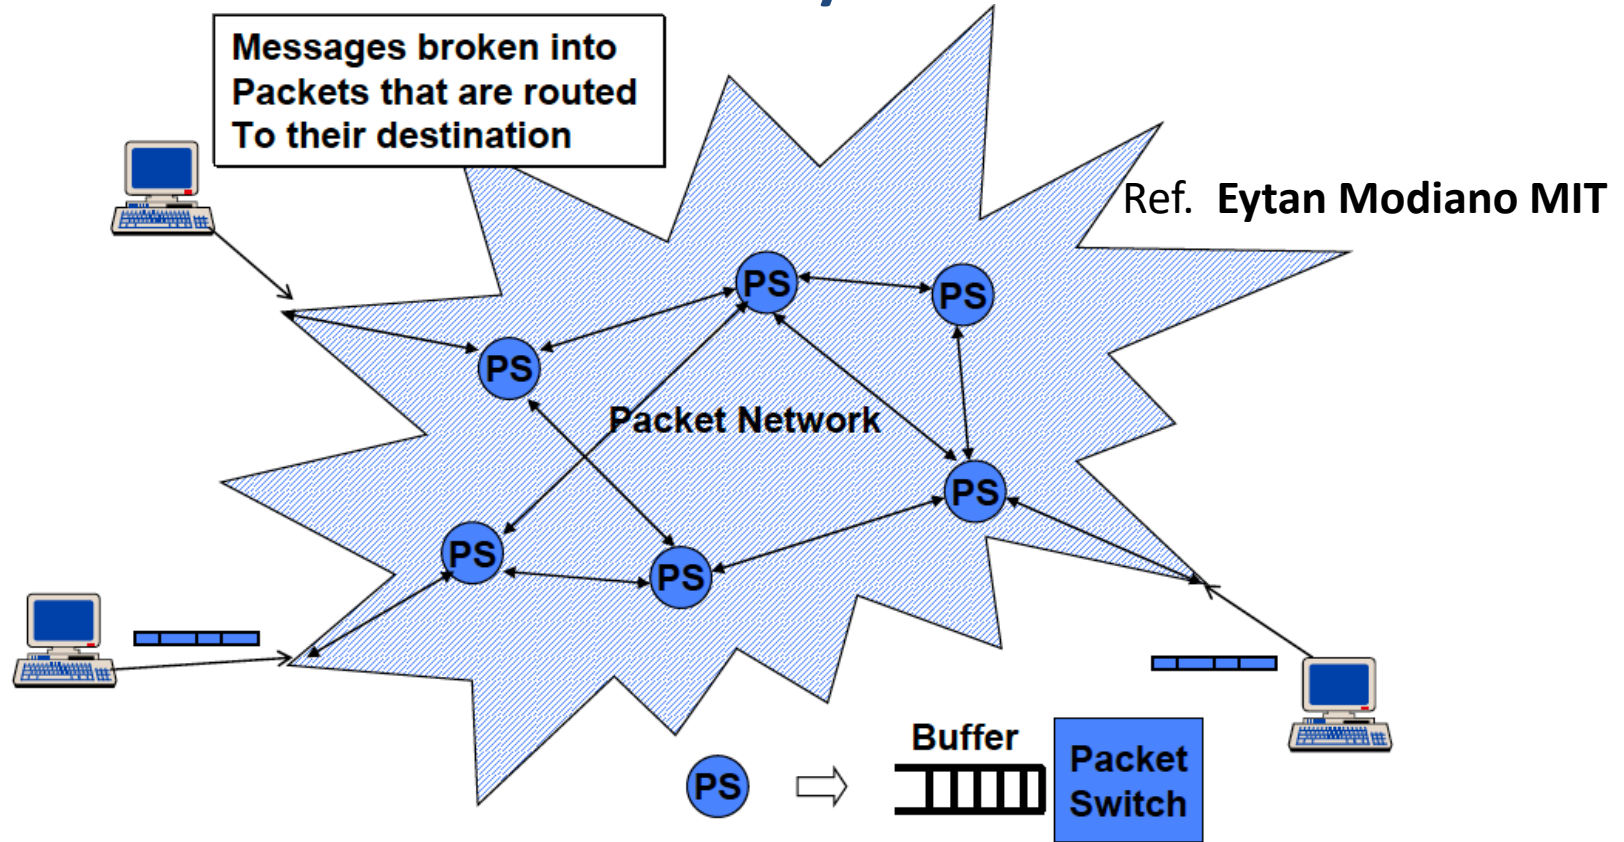 Messages broken into
Packets that are routed
To their destination
Ref. Eytan Modiano MIT
PS
PS
PS
Packet Network
PS
PS
PS
Buffer
Packet
Switch
PS